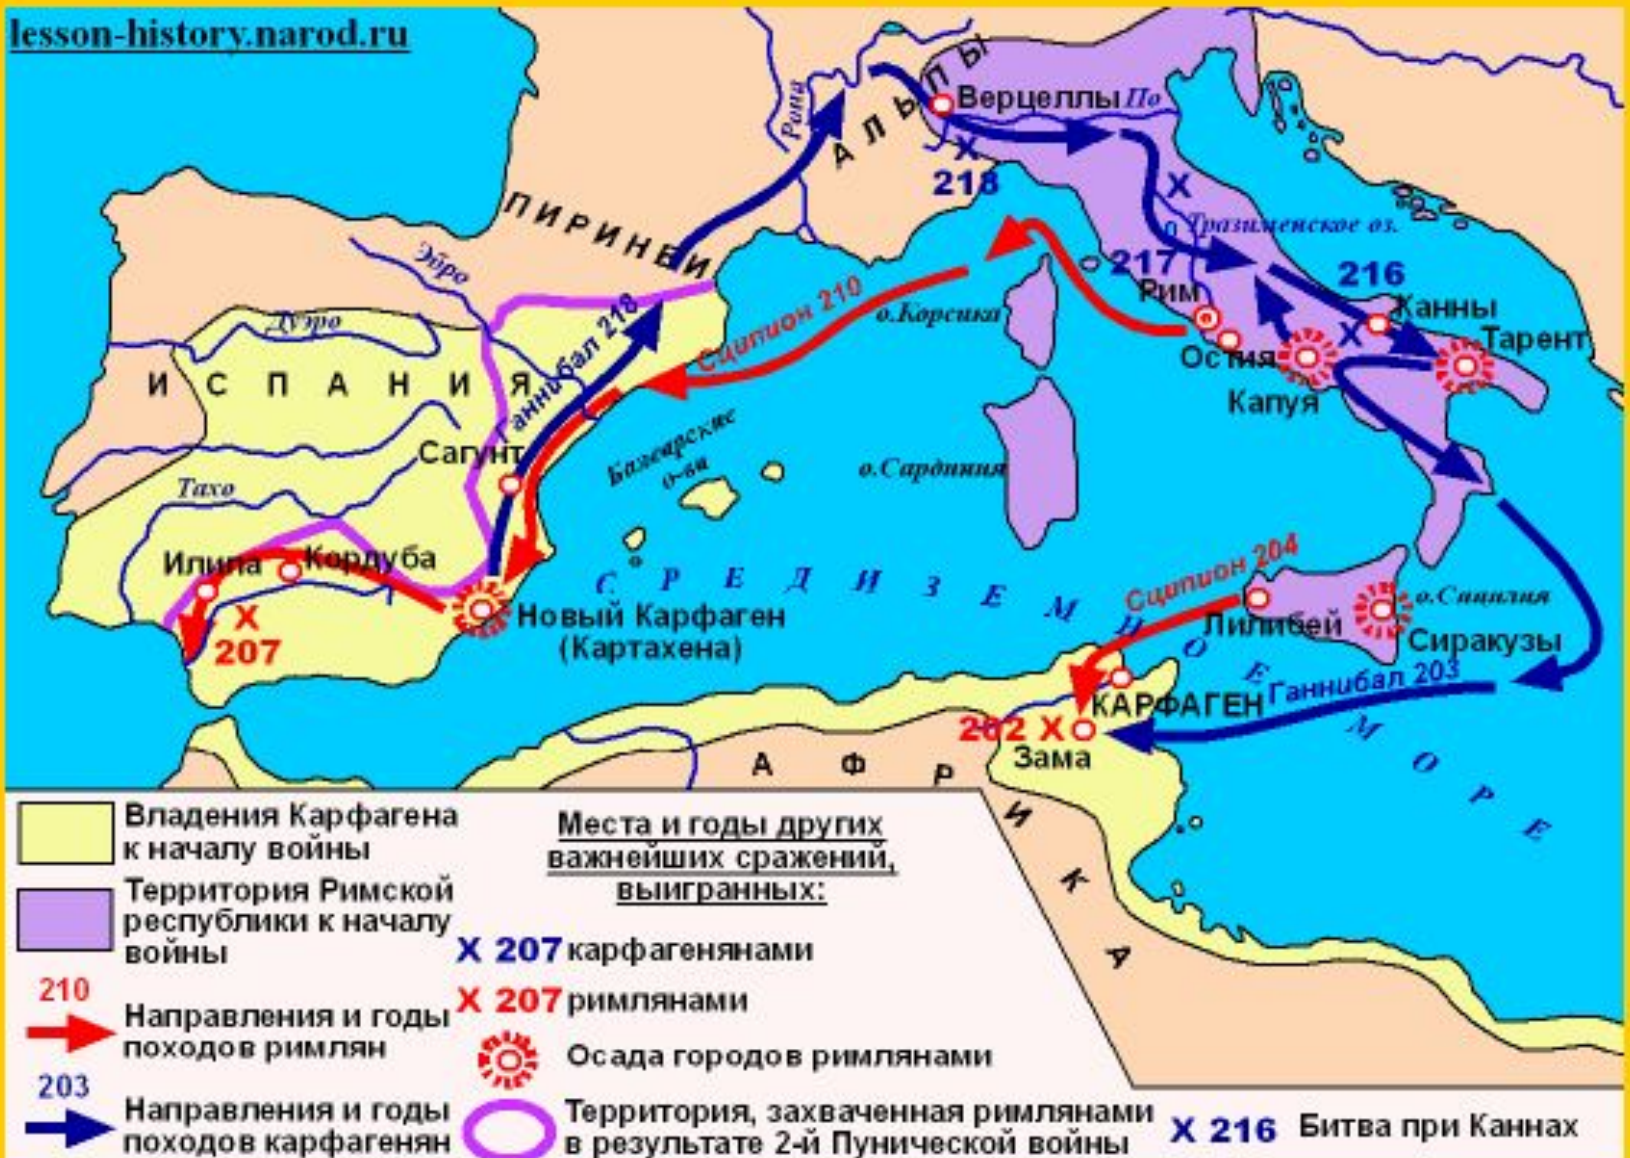 lesson-history.narod.ru
Рона
АЛЬПЫ
Верцеллы
По
X
218
X
ПИРИНЕИ
Тразименское оз.
217
216
Эбро
Рим
Канны
Дуэро
Ганнибал 218
Сципион 210
о.Корсика
X
Тарент
Остия
ИСПАНИЯ
Капуя
Сагунт
Балеарские
о-ва
о.Сардиния
Тахо
Илипа
Кордуба
X
207
Новый Карфаген
(Картахена)
СРЕДИЗЕМНОЕ МОРЕ
Сципион 204
Лилибей
о.Сицилия
Сиракузы
Ганнибал 203
КАРФАГЕН
202 X
Зама
АФРИКА
Владения Карфагена
к началу войны
Территория Римской
республики к началу
войны
210
Направления и годы
походов римлян
203
Направления и годы
походов карфагенян
Места и годы других
важнейших сражений,
выигранных:
X 207 карфагенянами
X 207 римлянами
Осада городов римлянами
Территория, захваченная римлянами
в результате 2-й Пунической войны
X 216 Битва при Каннах